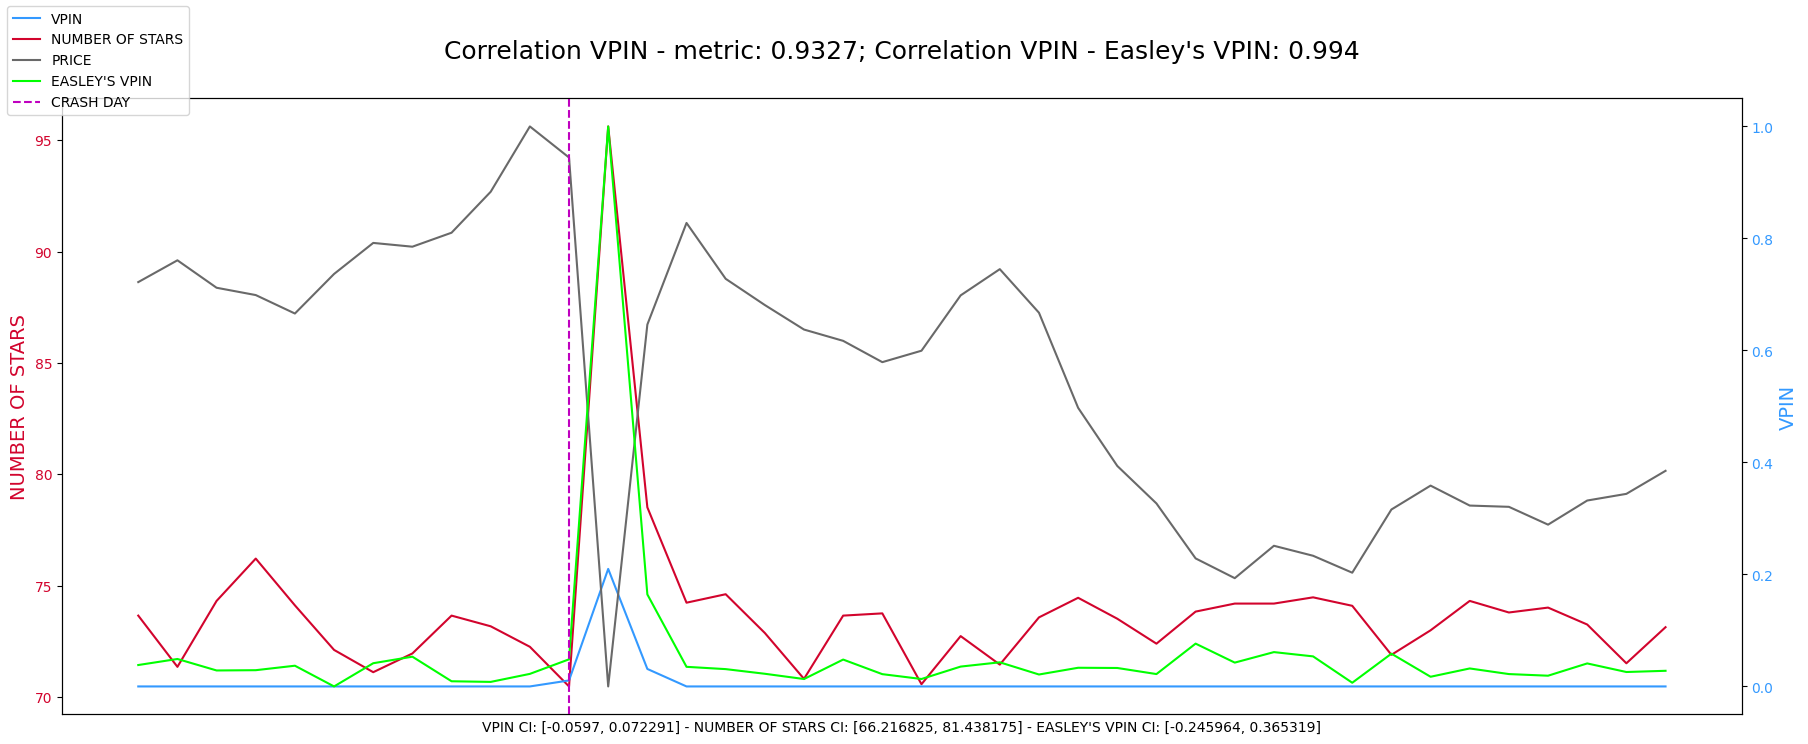 VPIN
NUMBER OF STARS
PRICE
EASLEY'S VPIN
CRASH DAY
Correlation VPIN - metric: 0.9327; Correlation VPIN - Easley's VPIN: 0.994
95
90
85
80
75
70
NUMBER OF STARS
1.0
0.8
0.6
0.4
0.2
0.0
VPIN
VPIN CI: [-0.0597, 0.072291] - NUMBER OF STARS CI: [66.216825, 81.438175] - EASLEY'S VPIN CI: [-0.245964, 0.365319]